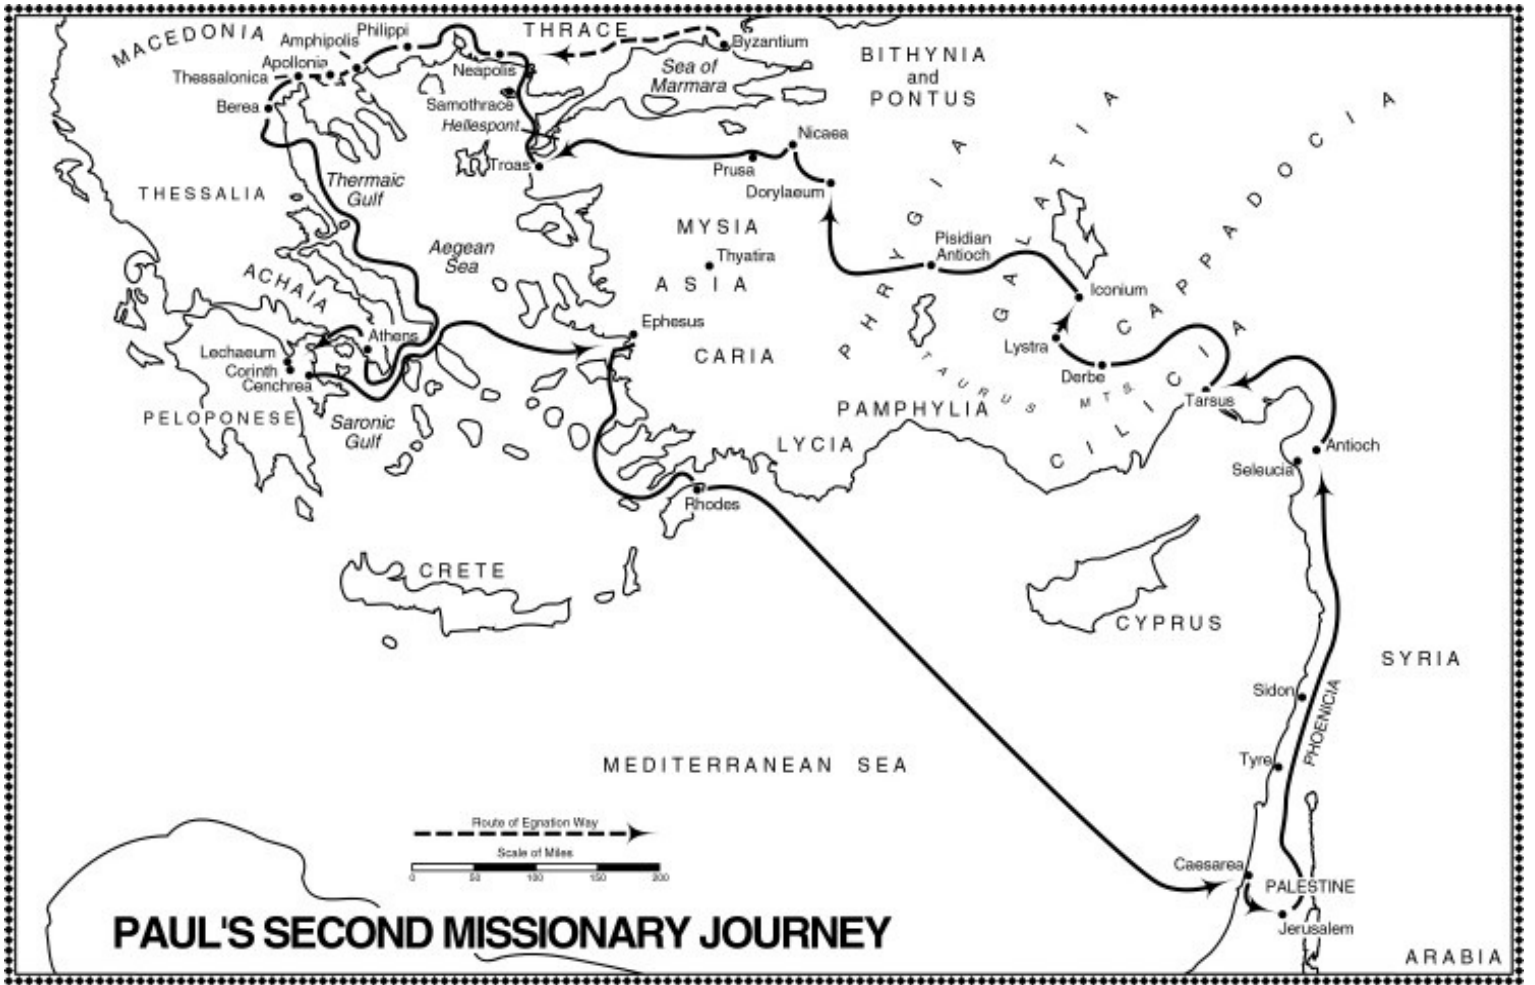 MACEDONIA
Philippi
THRACE
Amphipolis
Byzantium
BITHYNIA
and
PONTUS
Apollonia
Thessalonica
Neapolis
Sea of
Marmara
Berea
Samothrace
Hellespont
Nicaea
Troas
Prusa
Dorylaeum
PHRYGIA
GALATIA
CAPPADOCIA
THESSALIA
Thermaic
Gulf
MYSIA
Aegean
Sea
Thyatira
Pisidian
Antioch
ASIA
ACHAIA
Iconium
Ephesus
Athens
Lystra
Lechaeum
Corinth
Cenchrea
CARIA
Derbe
TAURUS MTS.
CILICIA
Tarsus
PELOPONESE
Saronic
Gulf
PAMPHYLIA
LYCIA
Antioch
Seleucia
Rhodes
CRETE
CYPRUS
SYRIA
Sidon
PHOENICIA
Tyre
MEDITERRANEAN SEA
Route of Egnation Way
Scale of Miles
0 50 100 150 200
Caesarea
PALESTINE
Jerusalem
PAUL'S SECOND MISSIONARY JOURNEY
ARABIA